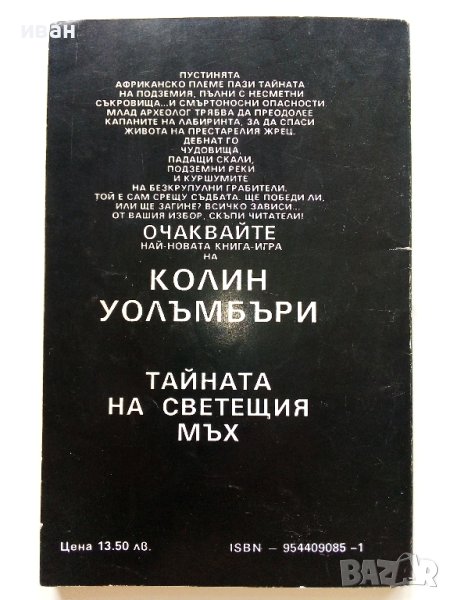 иван
ПУСТИНЯТА
АФРИКАНСКО ПЛЕМЕ ПАЗИ ТАЙНАТА
НА ПОДЗЕМИЯ, ПЪЛНИ С НЕСМЕТНИ
СЪКРОВИЩА...И СМЪРТОНОСНИ ОПАСНОСТИ
МЛАД АРХЕОЛОГ ТРЯБВА ДА ПРЕОДОЛЕЕ
КАПАНИТЕ НА ЛАБИРИНТА, ЗА ДА СПАСИ
ЖИВОТА НА ПРЕСТАРЕЛИЯ ЖРЕЦ.
ДЕБНАТ ГО
ЧУДОВИЩА,
ПАДАЩИ СКАЛИ,
ПОДЗЕМНИ РЕКИ
И КУРШУМИТЕ
НА БЕЗКРУПУЛНИ ГРАБИТЕЛИ.
ТОЙ Е САМ СРЕЩУ СЪДБАТА. ЩЕ ПОБЕДИ ЛИ,
ИЛИ ЩЕ ЗАГИНЕ? ВСИЧКО ЗАВИСИ...
ОТ ВАШИЯ ИЗБОР, СКЪПИ ЧИТАТЕЛИ!
ОЧАКВАЙТЕ
НАЙ-НОВАТА КНИГА-ИГРА
НА
КОЛИН
УОЛЪМБЪРИ
ТАЙНАТА
НА СВЕТЕЩИЯ
МЪХ
Цена 13.50 лв.
ISBN – 954409085 -1
BAZAR